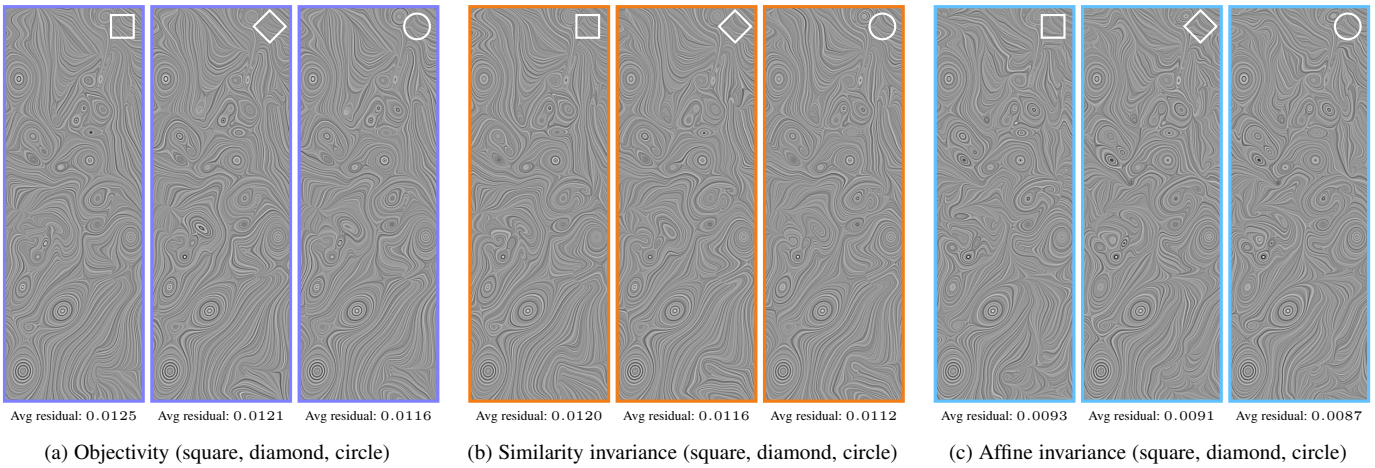 Avg residual: 0.0125 Avg residual: 0.0121 Avg residual: 0.0116 Avg residual: 0.0120 Avg residual: 0.0116 Avg residual: 0.0112 Avg residual: 0.0093 Avg residual: 0.0091 Avg residual: 0.0087
(a) Objectivity (square, diamond, circle) (b) Similarity invariance (square, diamond, circle) (c) Affine invariance (square, diamond, circle)